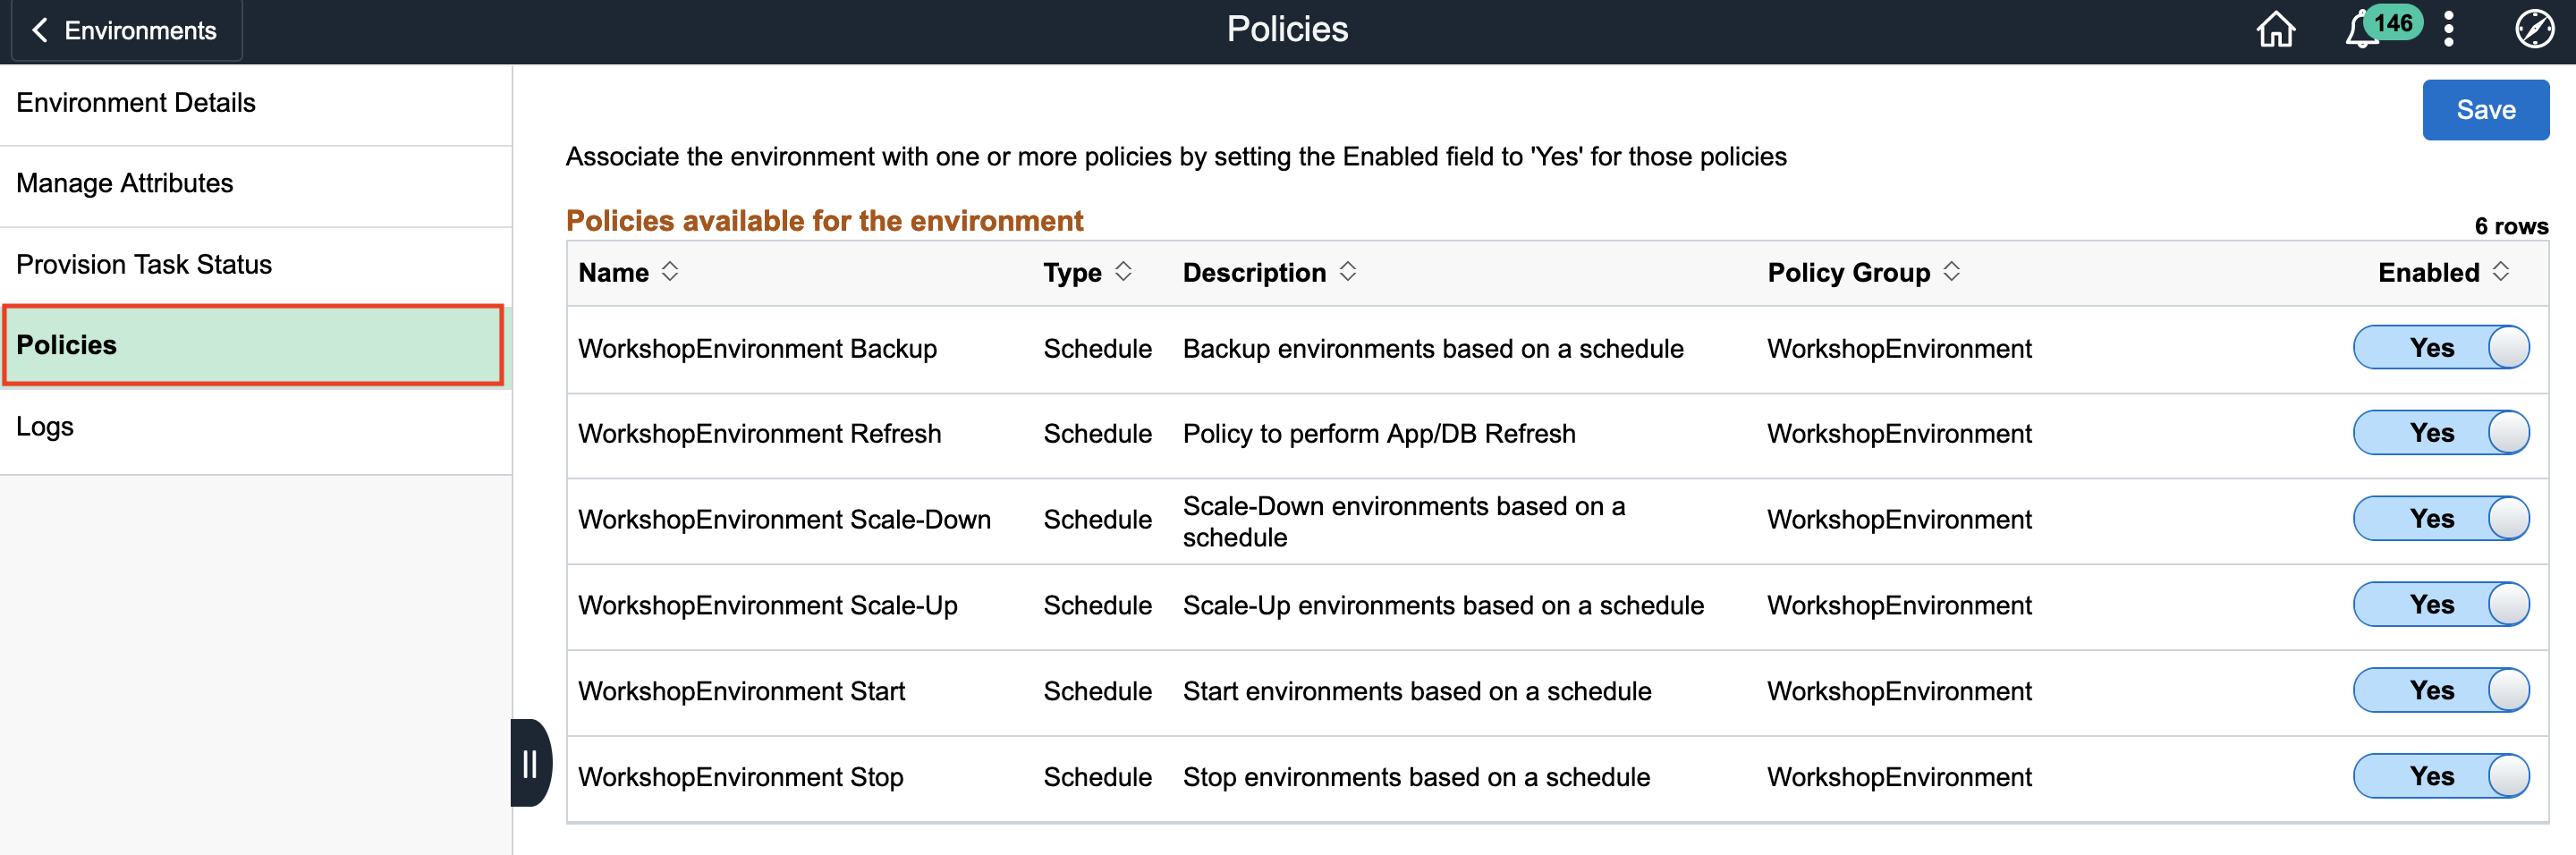 Environments
Policies
146
Environment Details
Manage Attributes
Provision Task Status
Policies
Logs
Save
Associate the environment with one or more policies by setting the Enabled field to 'Yes' for those policies
Policies available for the environment
6 rows
Name Type Description Policy Group Enabled
WorkshopEnvironment Backup Schedule Backup environments based on a schedule WorkshopEnvironment Yes
WorkshopEnvironment Refresh Schedule Policy to perform App/DB Refresh WorkshopEnvironment Yes
WorkshopEnvironment Scale-Down Schedule Scale-Down environments based on a
schedule WorkshopEnvironment Yes
WorkshopEnvironment Scale-Up Schedule Scale-Up environments based on a schedule WorkshopEnvironment Yes
WorkshopEnvironment Start Schedule Start environments based on a schedule WorkshopEnvironment Yes
WorkshopEnvironment Stop Schedule Stop environments based on a schedule WorkshopEnvironment Yes